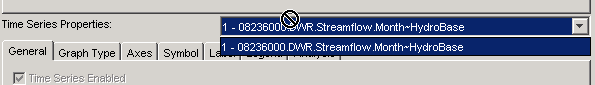 Time Series Properties: 1 - 08236000.DWR.Streamflow.Month~HydroBase
1 - 08236000.DWR.Streamflow.Month~HydroBase
General Graph Type Axes Symbol
Time Series Enabled